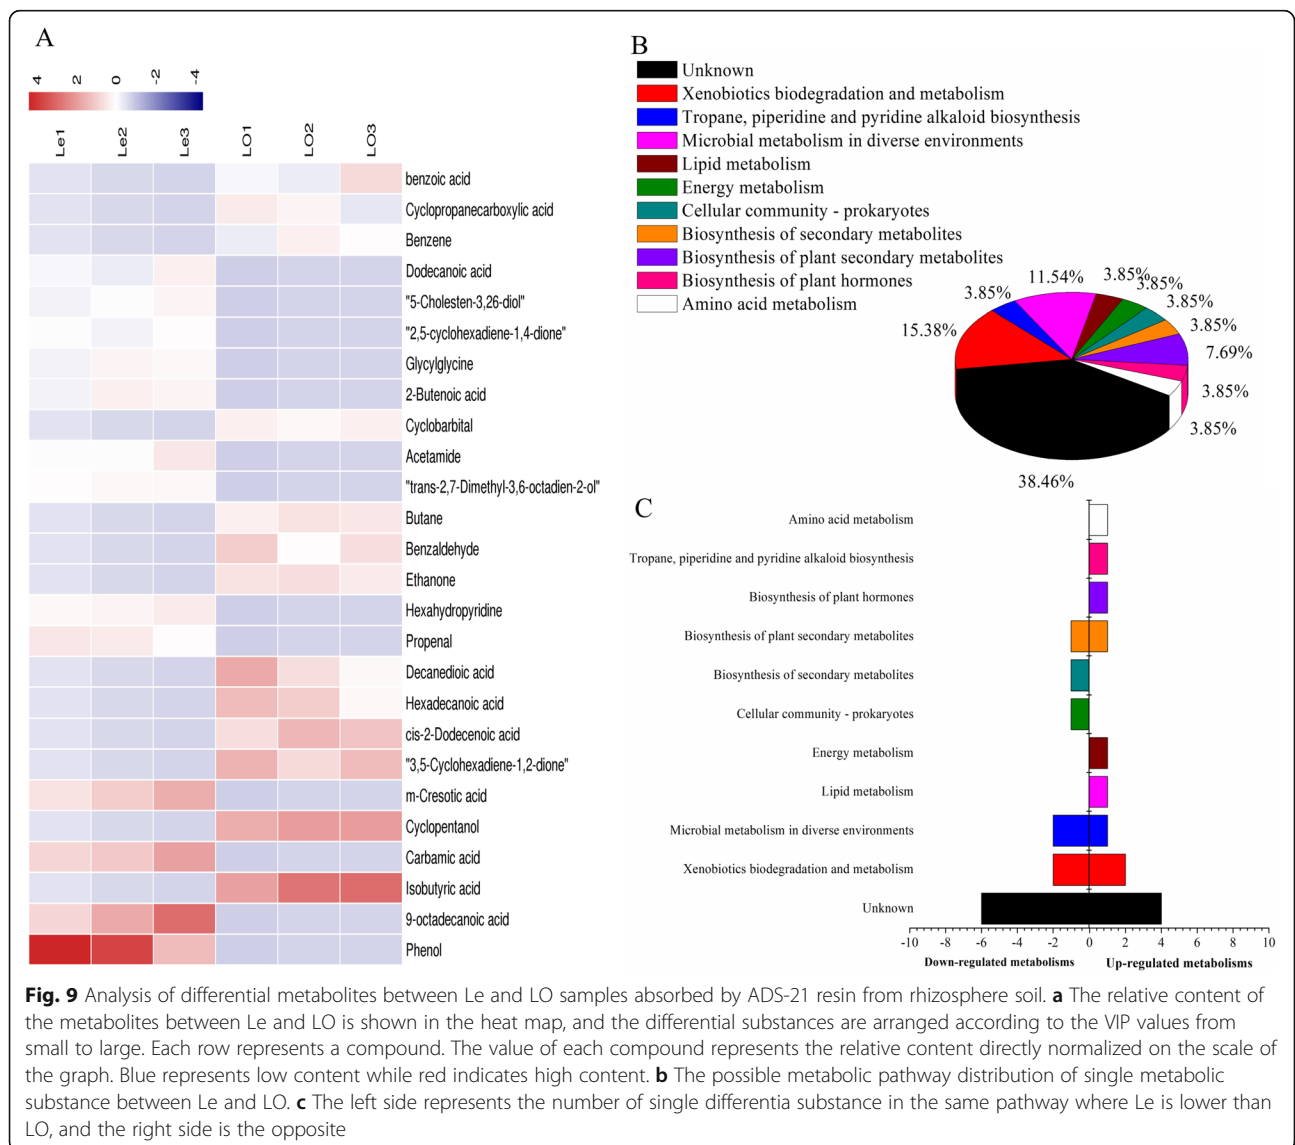 A
4 2 0 -2 -4
Le1 Le2 Le3 LO1 LO2 LO3
benzoic acid
Cyclopropanecarboxylic acid
Benzene
Dodecanoic acid
"5-Cholesten-3,26-diol"
"2,5-cyclohexadiene-1,4-dione"
Glycylglycine
2-Butenoic acid
Cyclobarbital
Acetamide
"trans-2,7-Dimethyl-3,6-octadien-2-ol"
Butane
Benzaldehyde
Ethanone
Hexahydropyridine
Propenal
Decanedioic acid
Hexadecanoic acid
cis-2-Dodecenoic acid
"3,5-Cyclohexadiene-1,2-dione"
m-Cresotic acid
Cyclopentanol
Carbamic acid
Isobutyric acid
9-octadecanoic acid
Phenol
B
Unknown
Xenobiotics biodegradation and metabolism
Tropane, piperidine and pyridine alkaloid biosynthesis
Microbial metabolism in diverse environments
Lipid metabolism
Energy metabolism
Cellular community - prokaryotes
Biosynthesis of secondary metabolites
Biosynthesis of plant secondary metabolites
Biosynthesis of plant hormones
Amino acid metabolism
15.38%
3.85%
11.54%
3.85%
3.85%
3.85%
3.85%
7.69%
3.85%
3.85%
38.46%
C
Amino acid metabolism
Tropane, piperidine and pyridine alkaloid biosynthesis
Biosynthesis of plant hormones
Biosynthesis of plant secondary metabolites
Biosynthesis of secondary metabolites
Cellular community - prokaryotes
Energy metabolism
Lipid metabolism
Microbial metabolism in diverse environments
Xenobiotics biodegradation and metabolism
Unknown
-10 -8 -6 -4 -2 0 2 4 6 8 10
Down-regulated metabolisms Up-regulated metabolisms
Fig. 9 Analysis of differential metabolites between Le and LO samples absorbed by ADS-21 resin from rhizosphere soil. a The relative content of
the metabolites between Le and LO is shown in the heat map, and the differential substances are arranged according to the VIP values from
small to large. Each row represents a compound. The value of each compound represents the relative content directly normalized on the scale of
the graph. Blue represents low content while red indicates high content. b The possible metabolic pathway distribution of single metabolic
substance between Le and LO. c The left side represents the number of single differentia substance in the same pathway where Le is lower than
LO, and the right side is the opposite